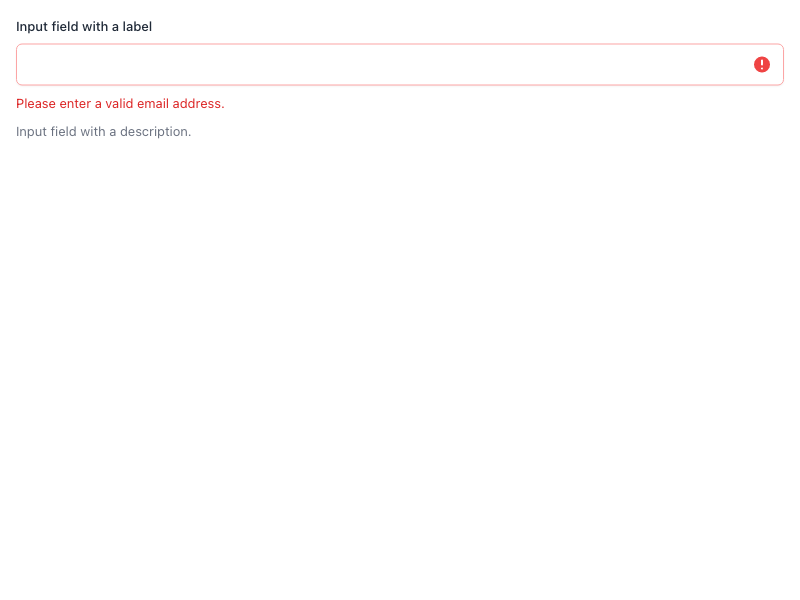 Input field with a label
Please enter a valid email address.
Input field with a description.